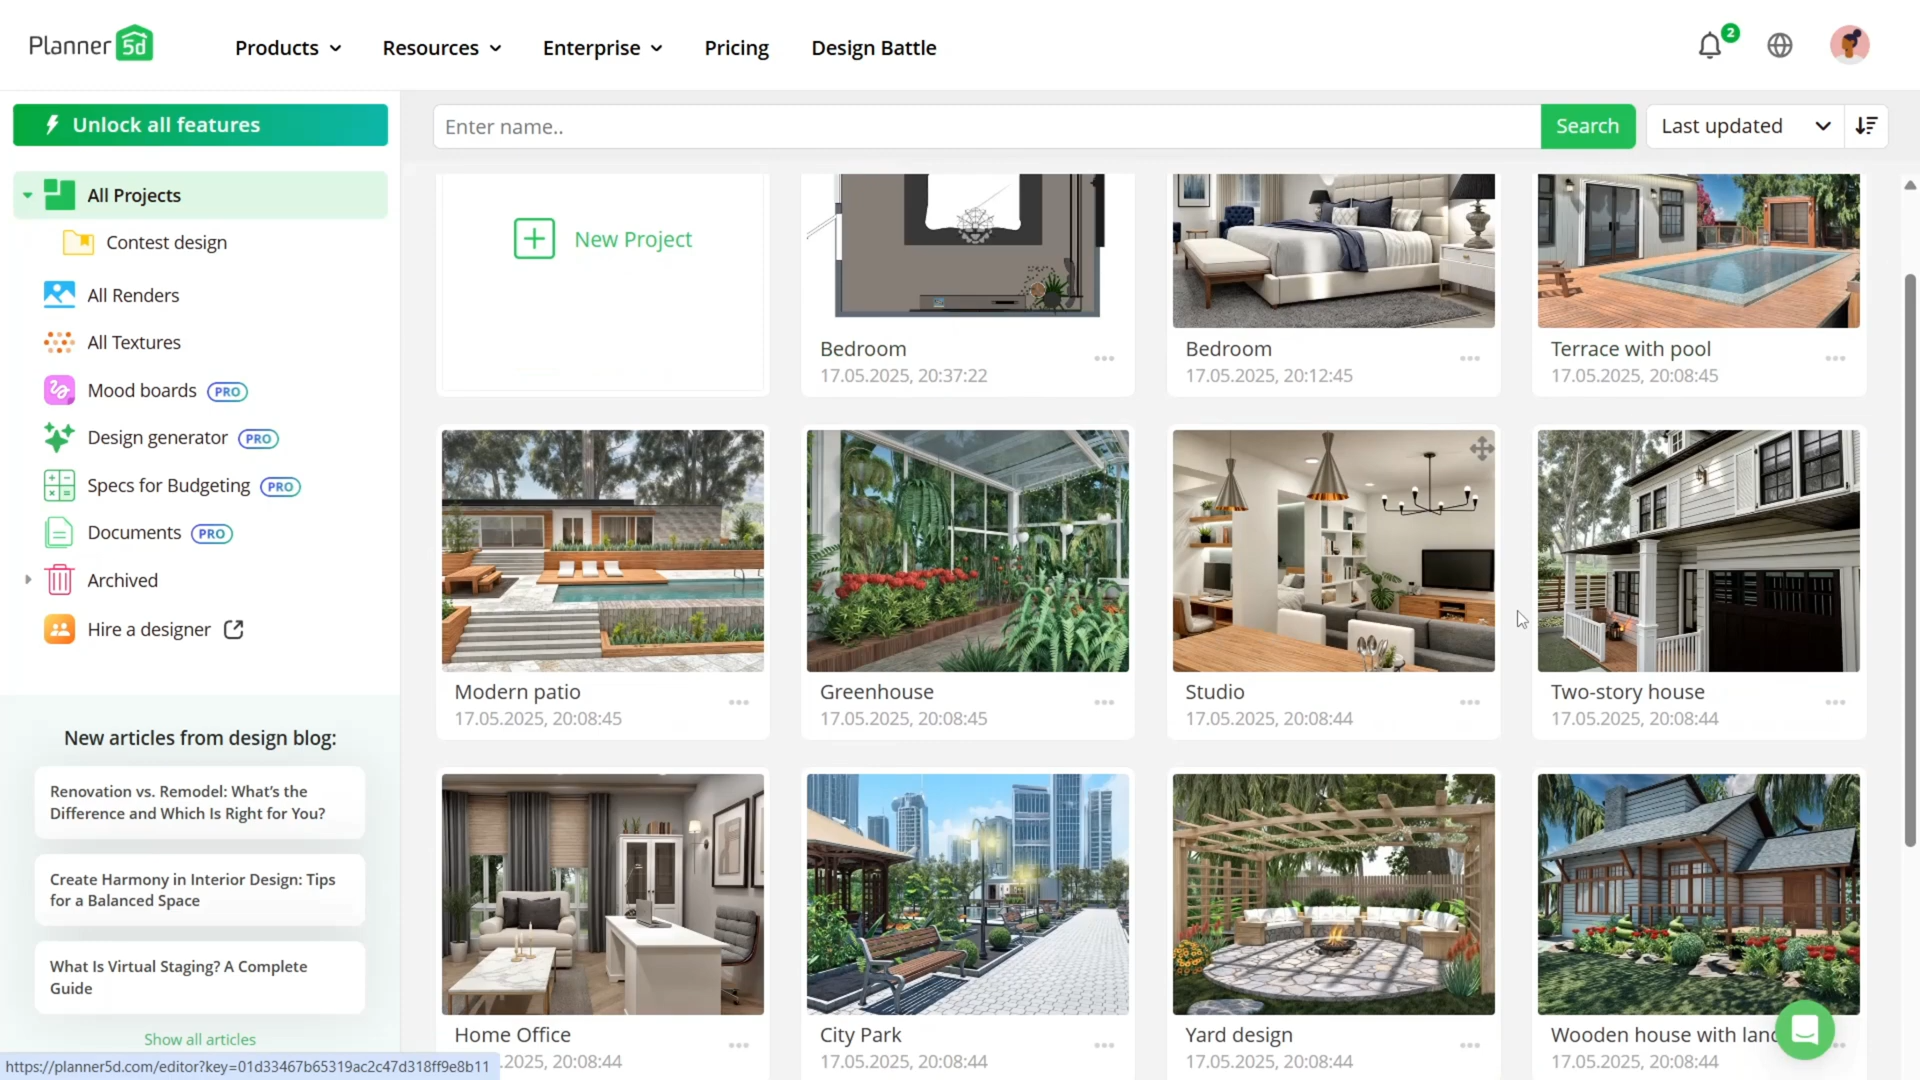 Planner 5d
Products
Resources
Enterprise
Pricing
Design Battle
2
Unlock all features
Enter name..
Search
Last updated
All Projects
Contest design
All Renders
All Textures
Mood boards PRO
Design generator PRO
Specs for Budgeting PRO
Documents PRO
Archived
Hire a designer
New articles from design blog:
Renovation vs. Remodel: What's the
Difference and Which Is Right for You?
Create Harmony in Interior Design: Tips
for a Balanced Space
What Is Virtual Staging? A Complete
Guide
Show all articles
https://planner5d.com/editor?key=01d33467b65319ac2c47d318ff9e8b11
New Project
Bedroom
17.05.2025, 20:37:22
Bedroom
17.05.2025, 20:12:45
Terrace with pool
17.05.2025, 20:08:45
Modern patio
17.05.2025, 20:08:45
Greenhouse
17.05.2025, 20:08:45
Studio
17.05.2025, 20:08:44
Two-story house
17.05.2025, 20:08:44
Home Office
.2025, 20:08:44
City Park
17.05.2025, 20:08:44
Yard design
17.05.2025, 20:08:44
Wooden house with land
17.05.2025, 20:08:44